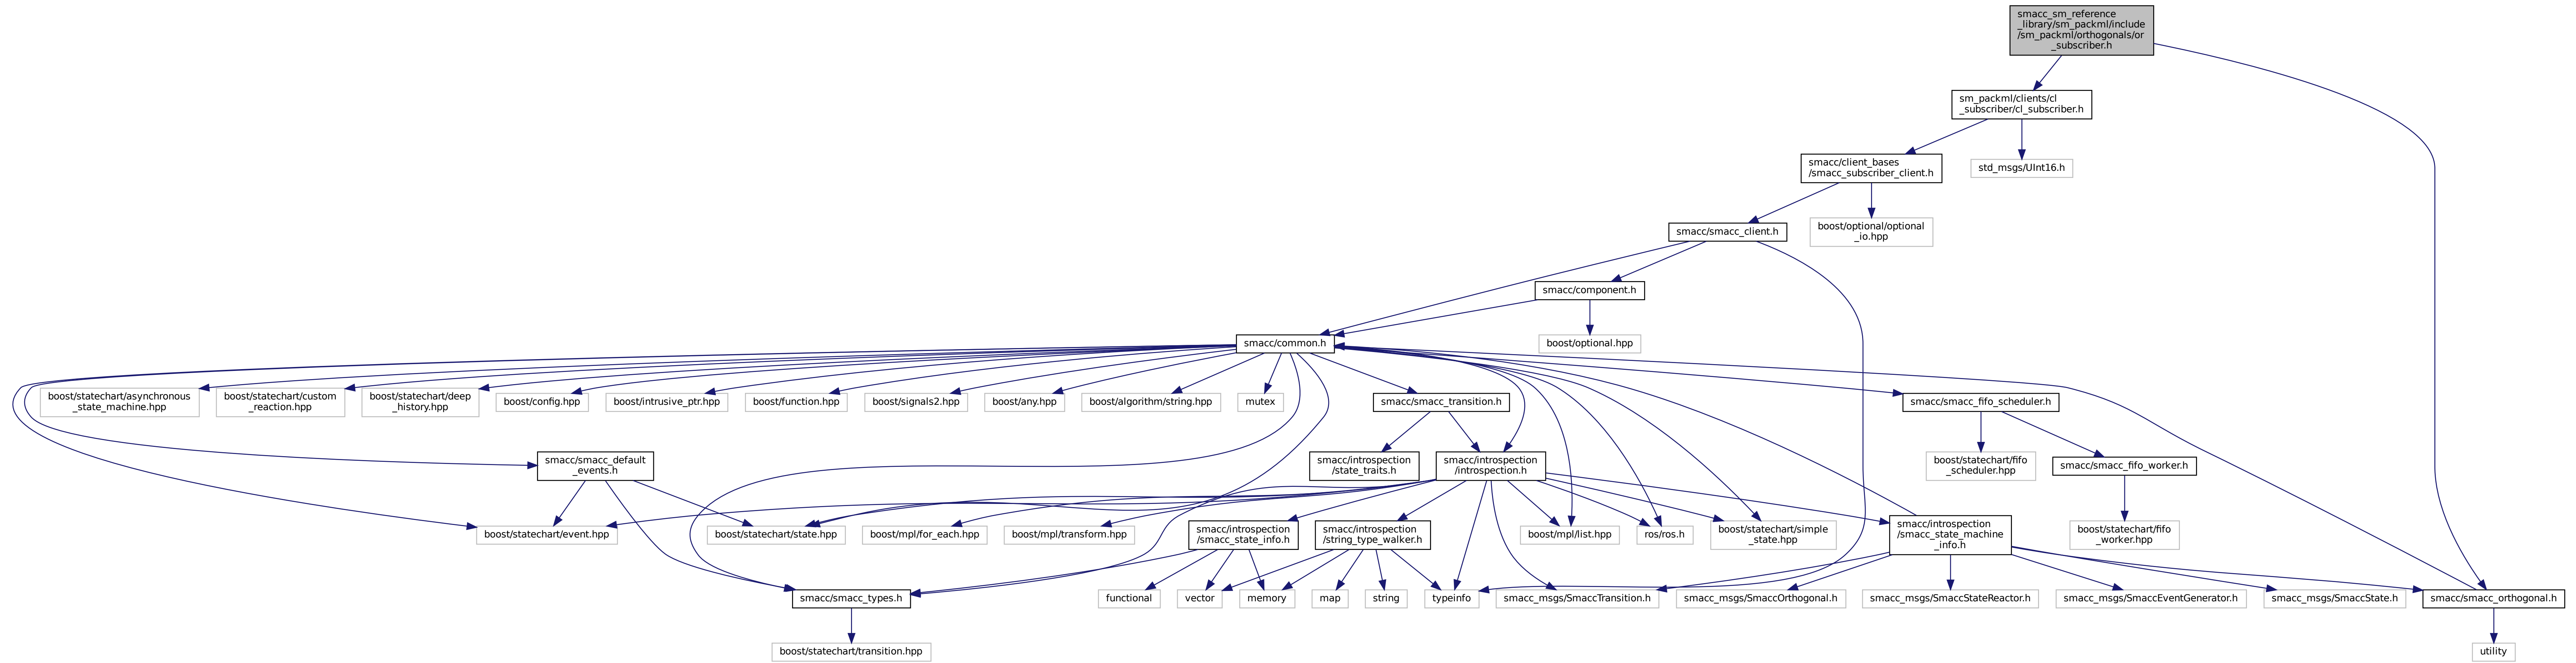 smacc_sm_reference
_library/sm_packml/include
/sm_packml/orthogonals/or
_subscriber.h
sm_packml/clients/cl
_subscriber/cl_subscriber.h
smacc/client_bases
/smacc_subscriber_client.h
std_msgs/UInt16.h
smacc/smacc_client.h
boost/optional/optional
_io.hpp
smacc/component.h
smacc/common.h
boost/optional.hpp
boost/statechart/asynchronous
_state_machine.hpp
boost/statechart/custom
_reaction.hpp
boost/statechart/deep
_history.hpp
boost/config.hpp
boost/intrusive_ptr.hpp
boost/function.hpp
boost/signals2.hpp
boost/any.hpp
boost/algorithm/string.hpp
mutex
smacc/smacc_transition.h
smacc/smacc_fifo_scheduler.h
smacc/smacc_default
_events.h
smacc/introspection
/state_traits.h
smacc/introspection
/introspection.h
boost/statechart/fifo
_scheduler.hpp
smacc/smacc_fifo_worker.h
boost/statechart/event.hpp
boost/statechart/state.hpp
boost/mpl/for_each.hpp
boost/mpl/transform.hpp
smacc/introspection
/smacc_state_info.h
smacc/introspection
/string_type_walker.h
boost/mpl/list.hpp
ros/ros.h
boost/statechart/simple
_state.hpp
smacc/introspection
/smacc_state_machine
_info.h
boost/statechart/fifo
_worker.hpp
smacc/smacc_types.h
functional
vector
memory
map
string
typeinfo
smacc_msgs/SmaccTransition.h
smacc_msgs/SmaccOrthogonal.h
smacc_msgs/SmaccStateReactor.h
smacc_msgs/SmaccEventGenerator.h
smacc_msgs/SmaccState.h
smacc/smacc_orthogonal.h
boost/statechart/transition.hpp
utility